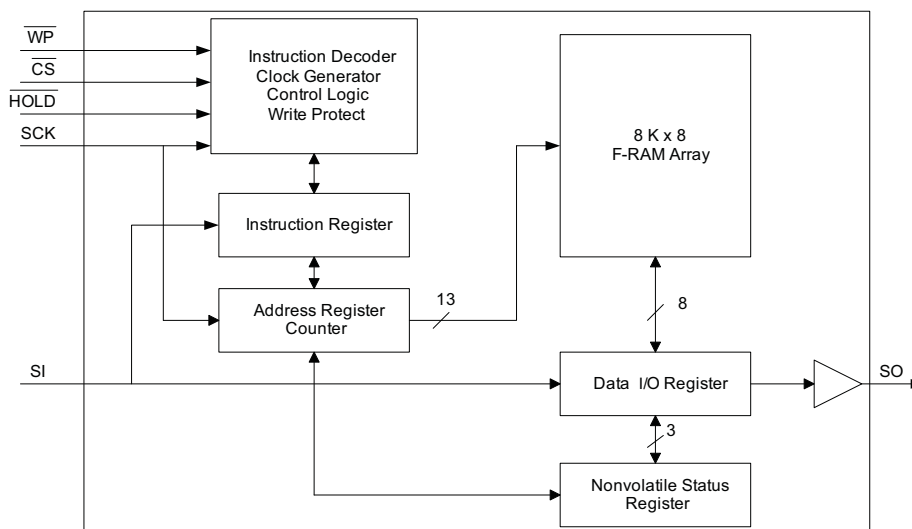 WP
CS
HOLD
SCK
Instruction Decoder
Clock Generator
Control Logic
Write Protect
8 K x 8
F-RAM Array
Instruction Register
Address Register
Counter
13
8
SI
Data I/O Register
SO
3
Nonvolatile Status
Register